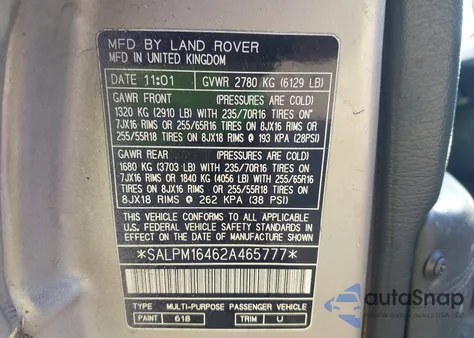 MFD BY LAND ROVER
MFD IN UNITED KINGDOM
DATE 11:01 GVWR 2780 KG (6129 LB)
GAWR FRONT (PRESSURES ARE COLD)
1320 KG (2910 LB) WITH 235/70R16 TIRES ON
7JX16 RIMS OR 255/65R16 TIRES ON 8JX16 RIMS OR
255/55R18 TIRES ON 8JX18 RIMS @ 193 KPA (28PSI)
GAWR REAR (PRESSURES ARE COLD)
1680 KG (3703 LB) WITH 235/70R16 TIRES ON
7JX16 RIMS OR 1840 KG (4056 LB) WITH 255/65R16
TIRES ON 8JX16 RIMS OR 255/55R18 TIRES ON
8JX18 RIMS @ 262 KPA (38 PSI)
THIS VEHICLE CONFORMS TO ALL APPLICABLE
U.S. FEDERAL MOTOR VEHICLE SAFETY STANDARDS
IN EFFECT ON THE DATE OF MANUFACTURE
SHOWN ABOVE
*SALPM16462A465777*
TYPE MULTI-PURPOSE PASSENGER VEHICLE
PAINT 618 TRIM U
autoSnap